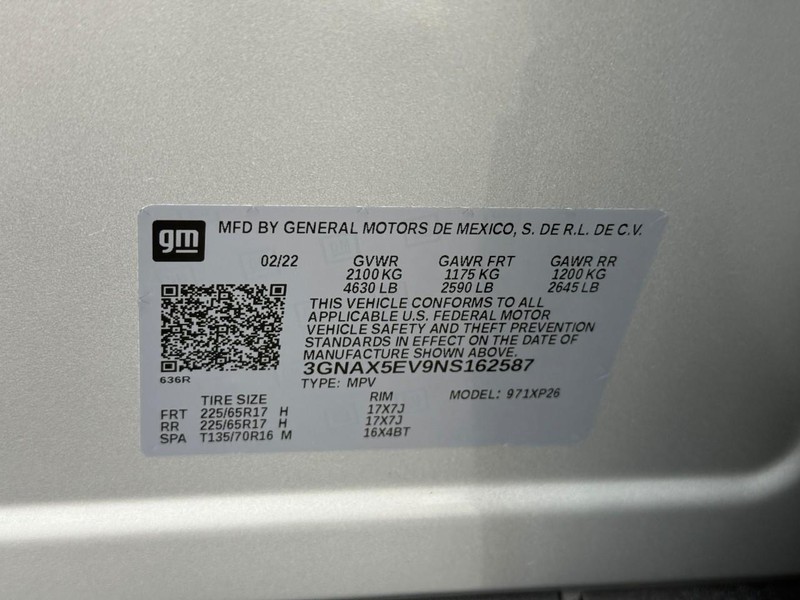 gm MFD BY GENERAL MOTORS DE MEXICO, S. DE R.L. DE C.V.
02/22 GVWR GAWR FRT GAWR RR
2100 KG 1175 KG 1200 KG
4630 LB 2590 LB 2645 LB
THIS VEHICLE CONFORMS TO ALL
APPLICABLE U.S. FEDERAL MOTOR
VEHICLE SAFETY AND THEFT PREVENTION
STANDARDS IN EFFECT ON THE DATE OF
MANUFACTURE SHOWN ABOVE.
3GNAX5EV9NS162587
636R TYPE: MPV
TIRE SIZE RIM MODEL: 971XP26
FRT 225/65R17 H 17X7J
RR 225/65R17 H 17X7J
SPA T135/70R16 M 16X4BT